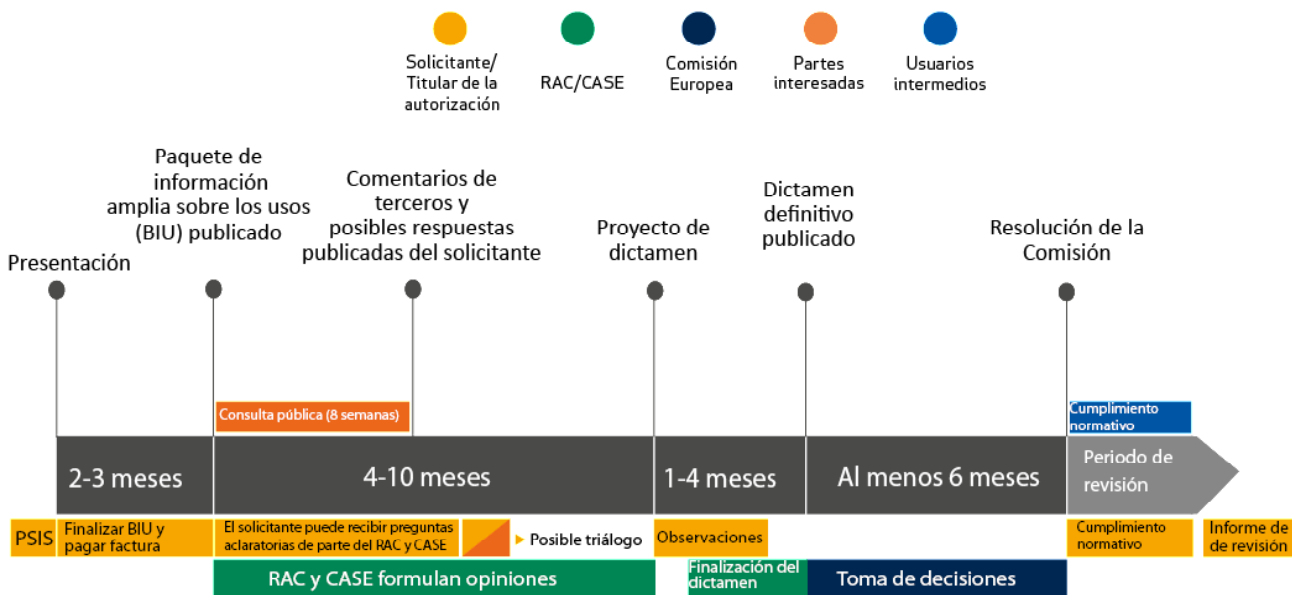 Solicitante/
Titular de la
autorización
RAC/CASE
Comisión
Europea
Partes
interesadas
Usuarios
intermedios
Presentación
Paquete de
información
amplia sobre los usos
(BIU) publicado
Comentarios de
terceros y
posibles respuestas
publicadas del solicitante
Proyecto de
dictamen
Dictamen
definitivo
publicado
Resolución de la
Comisión
Consulta pública (8 semanas)
Cumplimiento
normativo
2-3 meses
4-10 meses
1-4 meses
Al menos 6 meses
Periodo de
revisión
PSIS
Finalizar BIU y
pagar factura
El solicitante puede recibir preguntas
aclaratorias de parte del RAC y CASE
Posible triálogo
Observaciones
Cumplimiento
normativo
Informe de
de revisión
RAC y CASE formulan opiniones
Finalización del
dictamen
Toma de decisiones